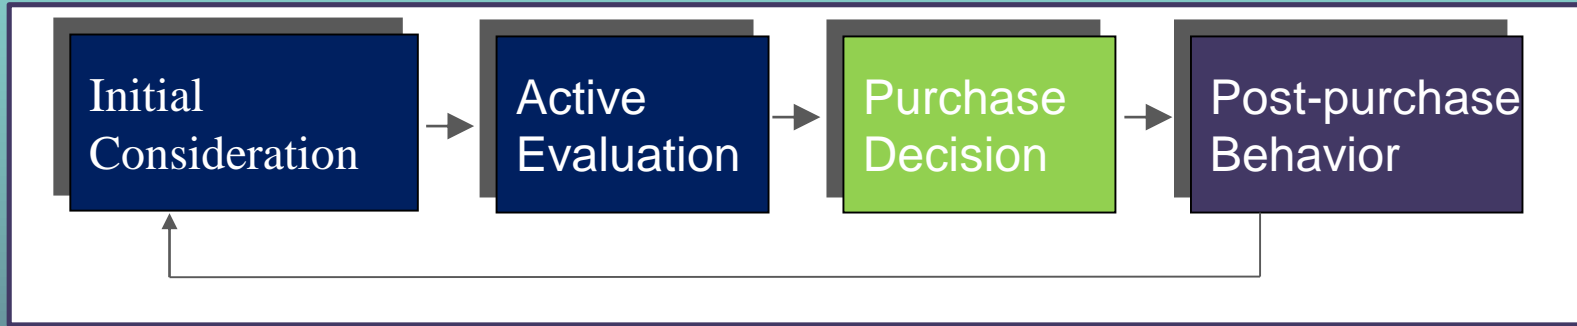 Initial
Consideration
Active
Evaluation
Purchase
Decision
Post-purchase
Behavior